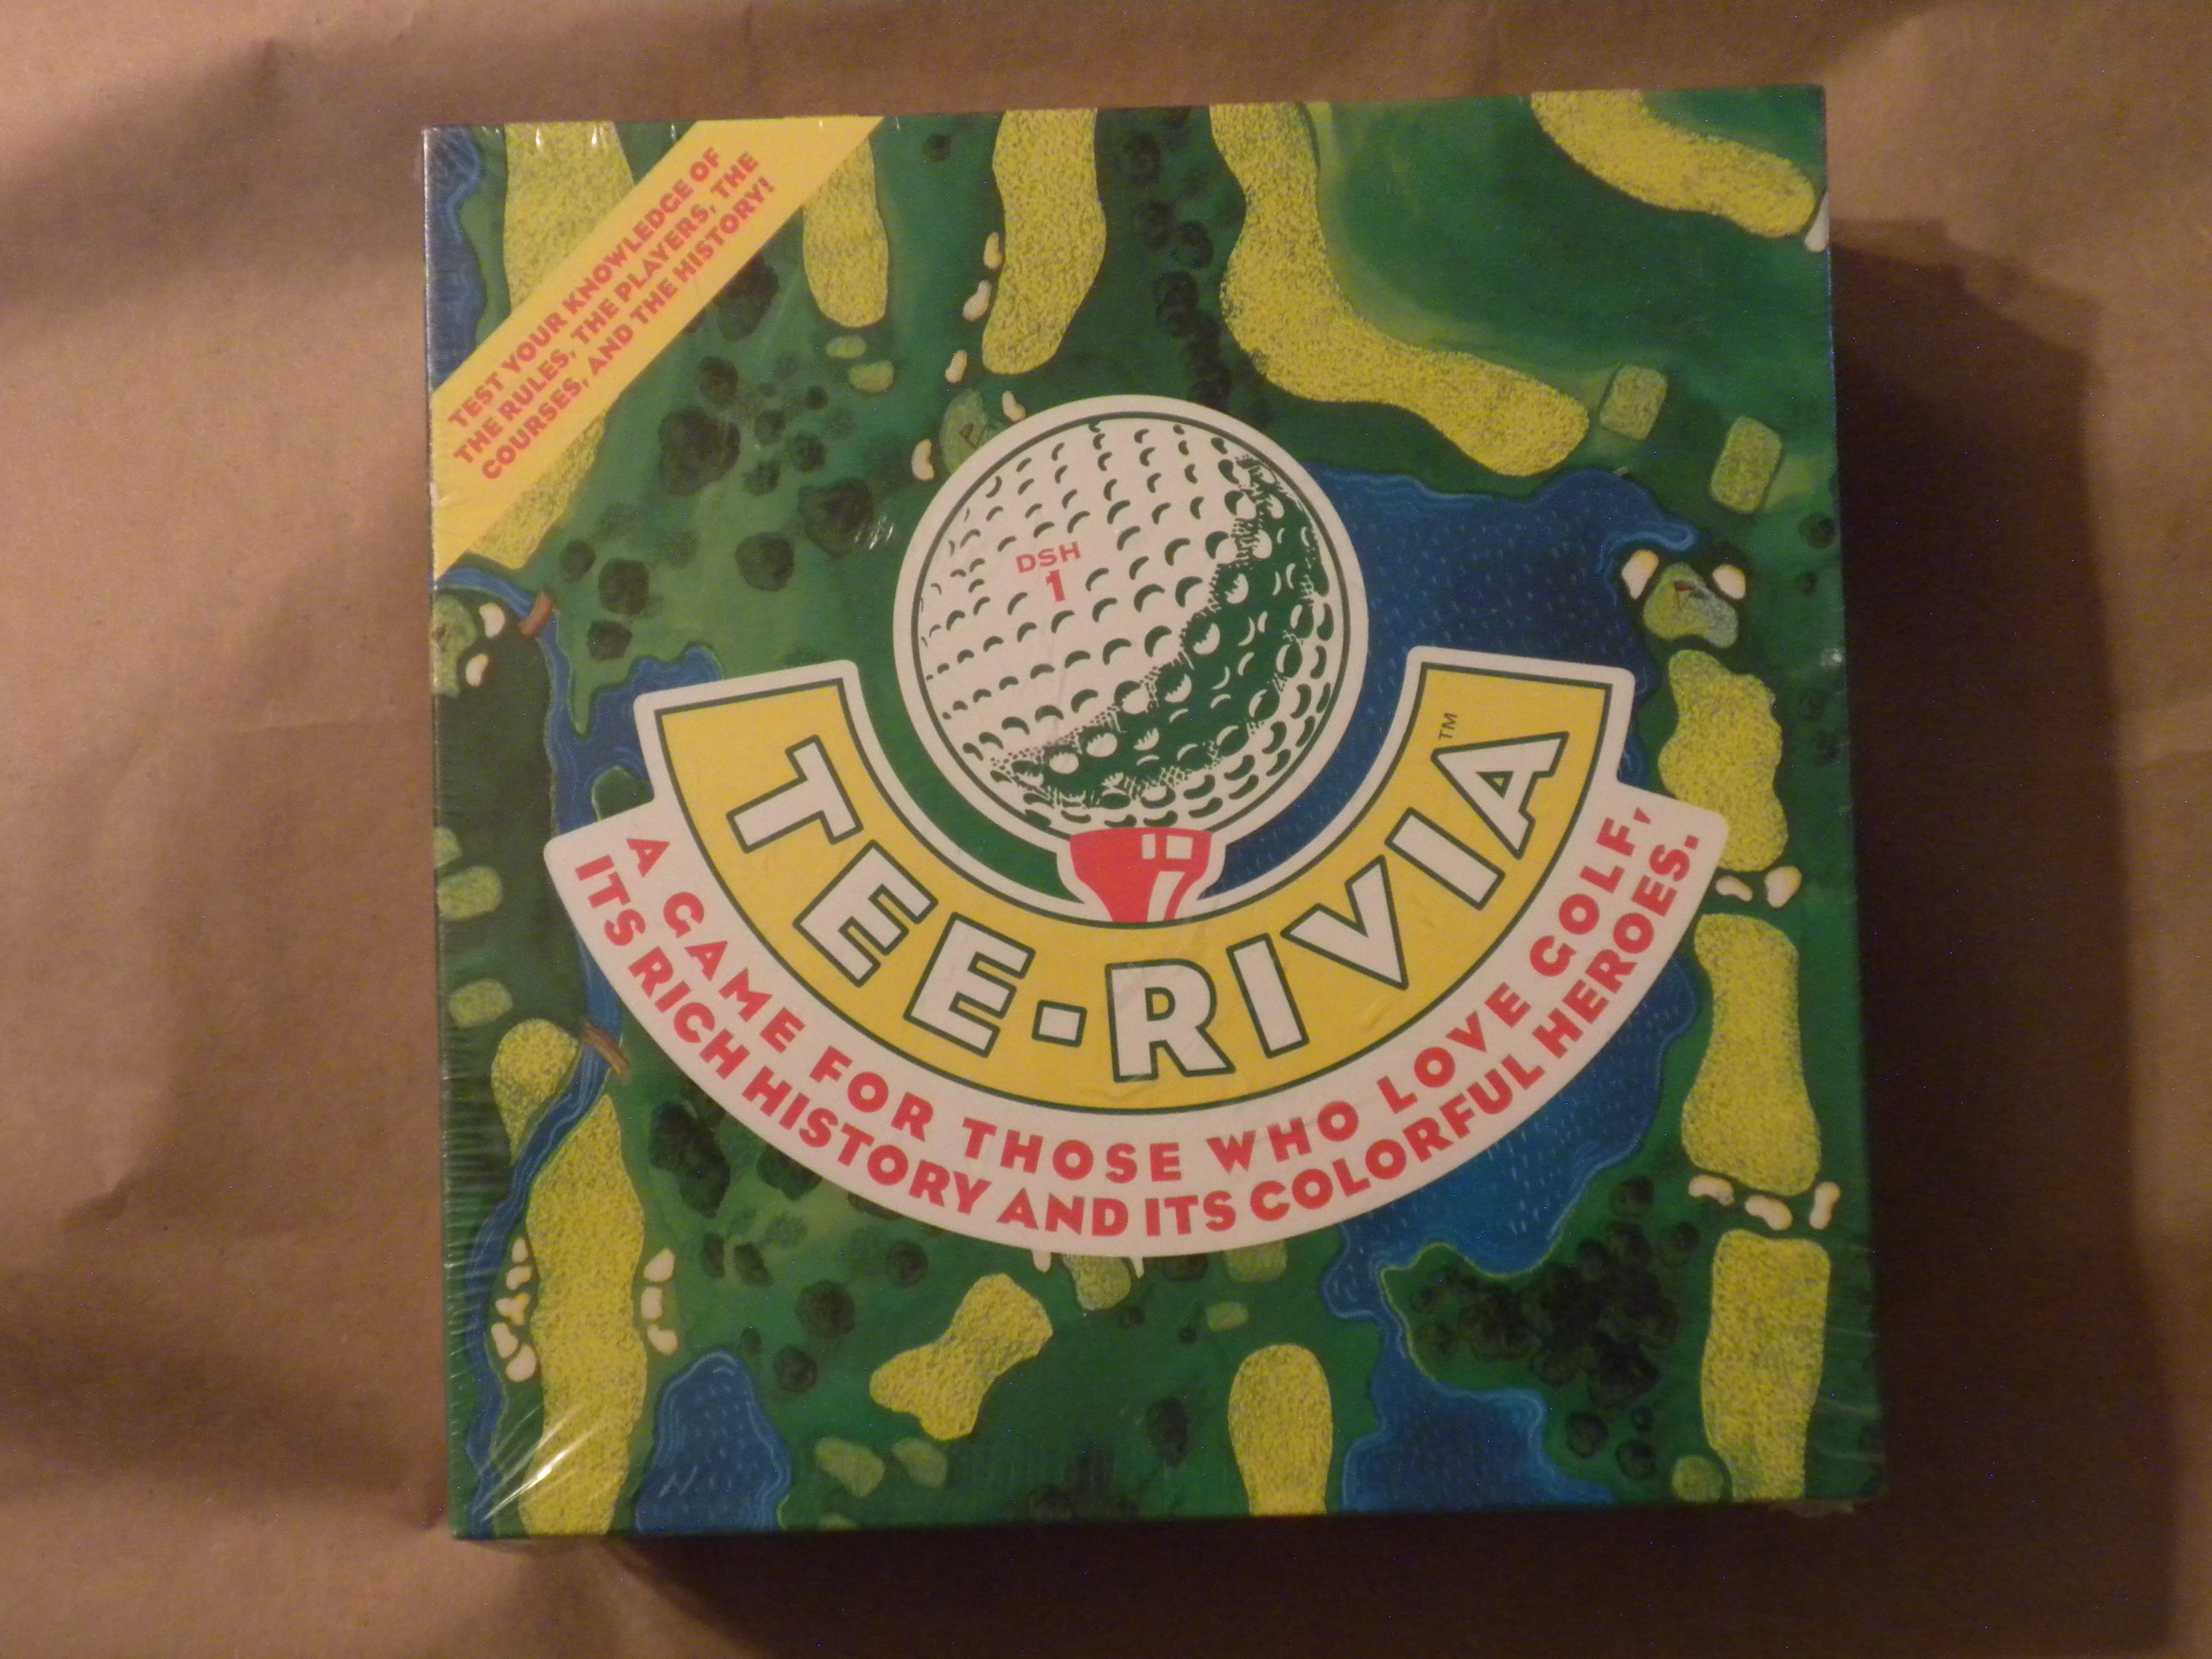 TEST YOUR KNOWLEDGE OF
THE RULES, THE PLAYERS, THE
COURSES, AND THE HISTORY!
DSH
1
TEE-RIVIA™
A GAME FOR THOSE WHO LOVE GOLF,
ITS RICH HISTORY AND ITS COLORFUL HEROES.